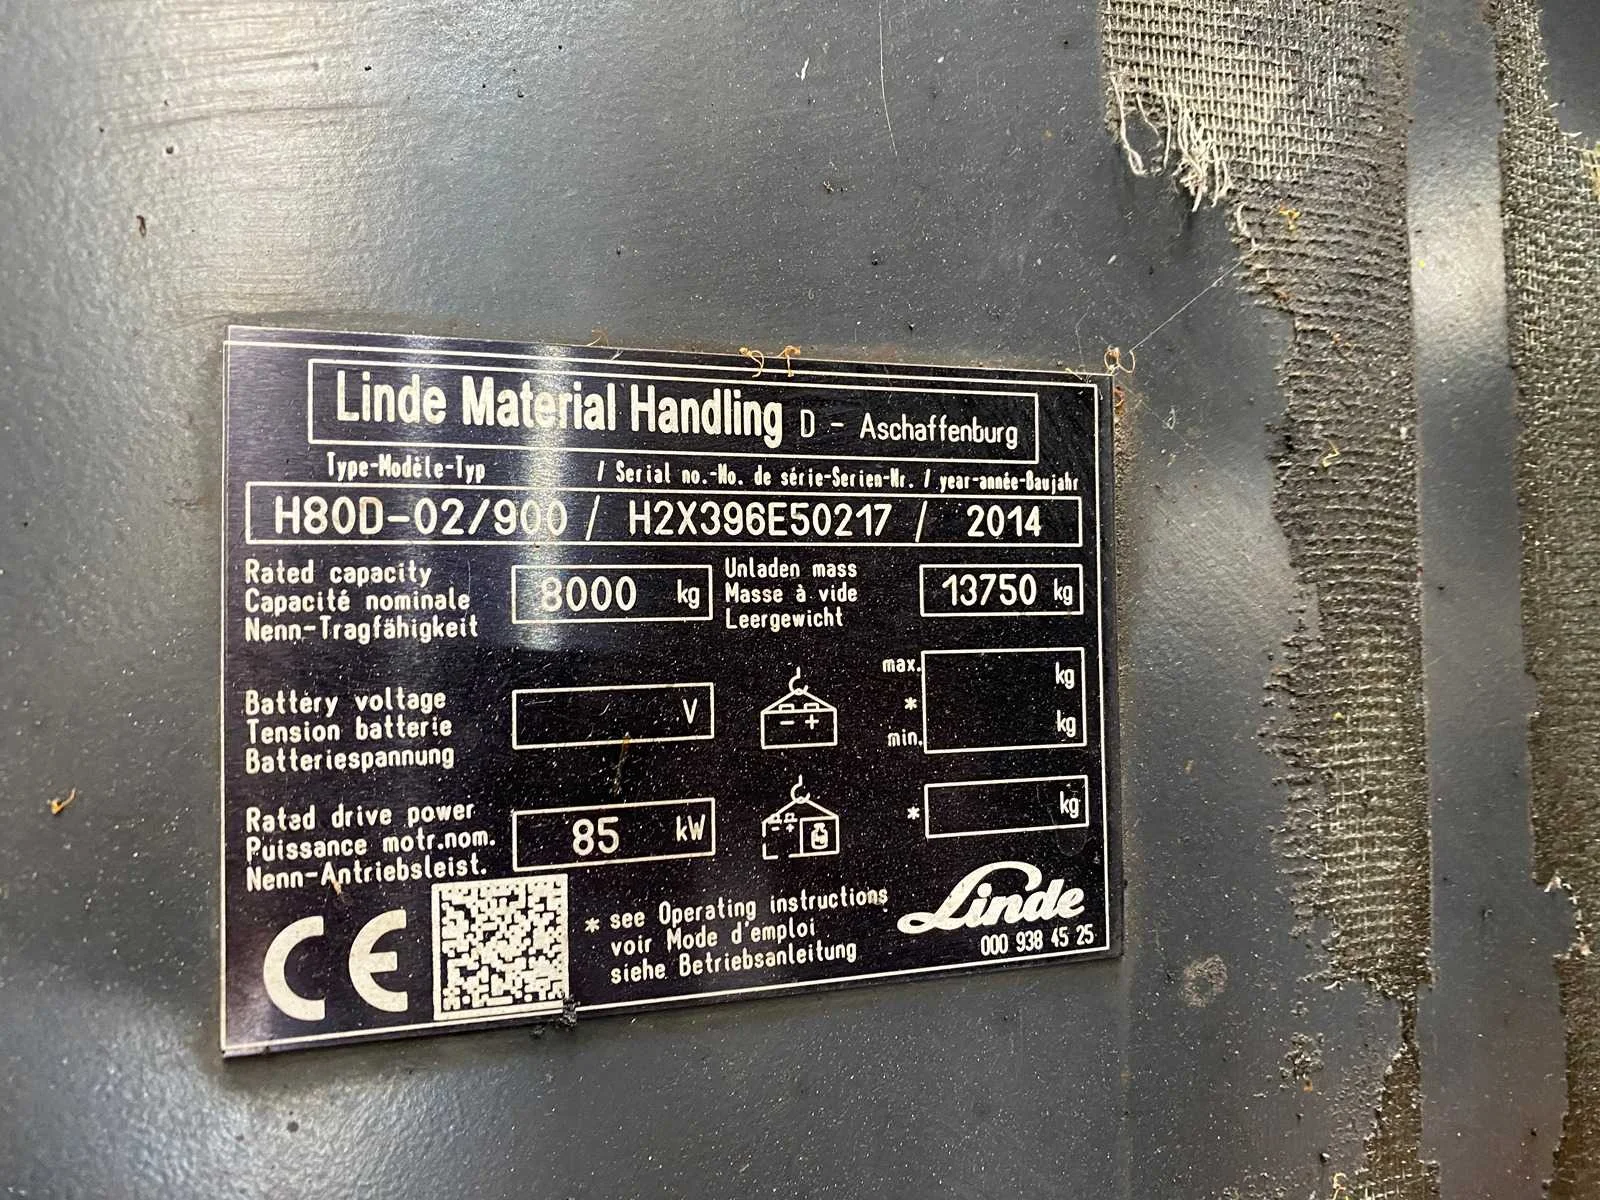 Linde Material Handling D - Aschaffenburg
Type-Modèle-Typ / Serial no.-No. de série-Serien-Nr. / year-année-Baujahr
H80D-02/900 / H2X396E50217 / 2014
Rated capacity
Capacité nominale
Nenn-Tragfähigkeit
8000 kg
Unladen mass
Masse à vide
Leergewicht
13750 kg
Battery voltage
Tension batterie
Batteriespannung
V
- +
max.
*
min.
kg
kg
Rated drive power
Puissance motr.nom.
Nenn-Antriebsleist.
85 kW
- +
*
kg
CE
* see Operating instructions
voir Mode d'emploi
siehe Betriebsanleitung
Linde
000 938 45 25